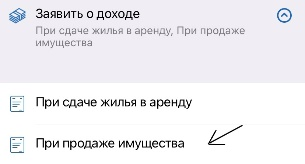 Заявить о доходе
При сдаче жилья в аренду, При продаже
имущества
При сдаче жилья в аренду
При продаже имущества